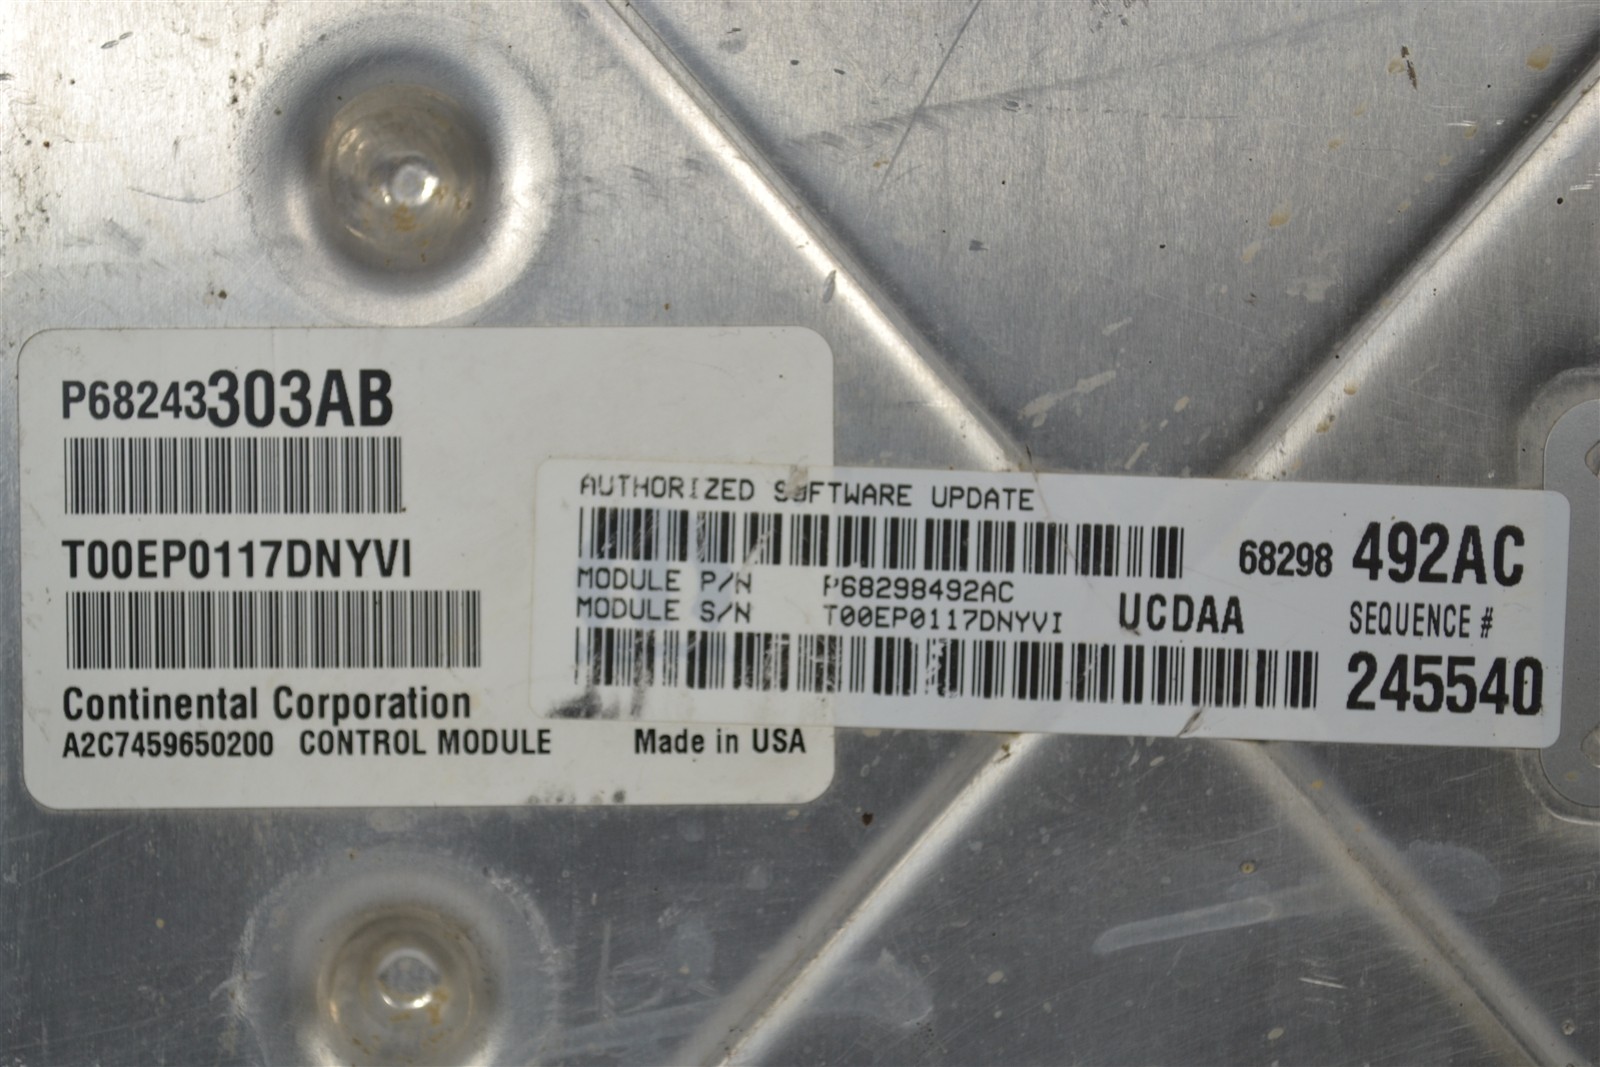 P68243303AB
T00EP0117DNYVI
Continental Corporation
A2C7459650200 CONTROL MODULE Made in USA
AUTHORIZED SOFTWARE UPDATE
68298 492AC
MODULE P/N P68298492AC
MODULE S/N T00EP0117DNYVI UCDAA
SEQUENCE #
245540